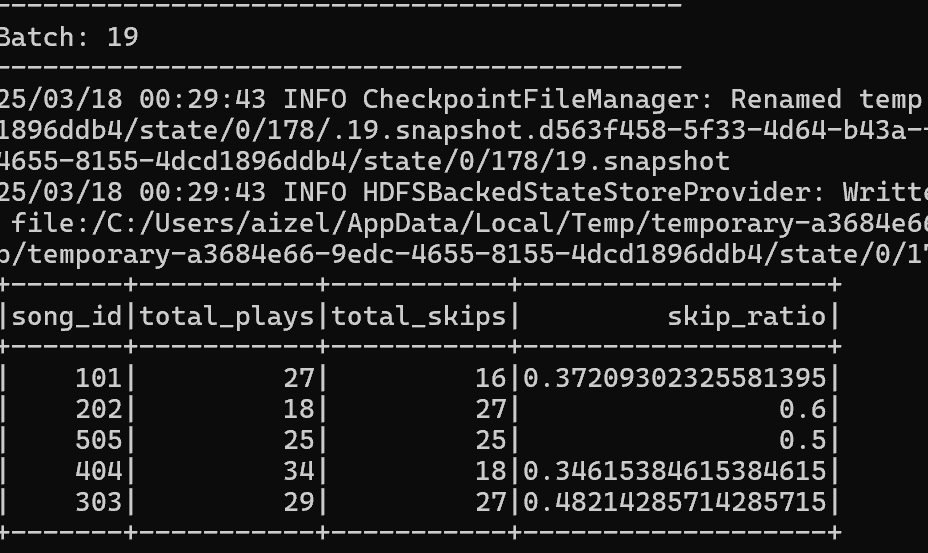 -------------------------------------------
Batch: 19
-------------------------------------------
25/03/18 00:29:43 INFO CheckpointFileManager: Renamed temp
1896ddb4/state/0/178/.19.snapshot.d563f458-5f33-4d64-b43a-
4655-8155-4dcd1896ddb4/state/0/178/19.snapshot
25/03/18 00:29:43 INFO HDFSBackedStateStoreProvider: Writte
file:/C:/Users/aizel/AppData/Local/Temp/temporary-a3684e66
p/temporary-a3684e66-9edc-4655-8155-4dcd1896ddb4/state/0/17
+-------+-----------+-----------+-------------------+
|song_id|total_plays|total_skips|         skip_ratio|
+-------+-----------+-----------+-------------------+
|    101|         27|         16|0.37209302325581395|
|    202|         18|         27|                0.6|
|    505|         25|         25|                0.5|
|    404|         34|         18|0.34615384615384615|
|    303|         29|         27|0.48214285714285715|
+-------+-----------+-----------+-------------------+